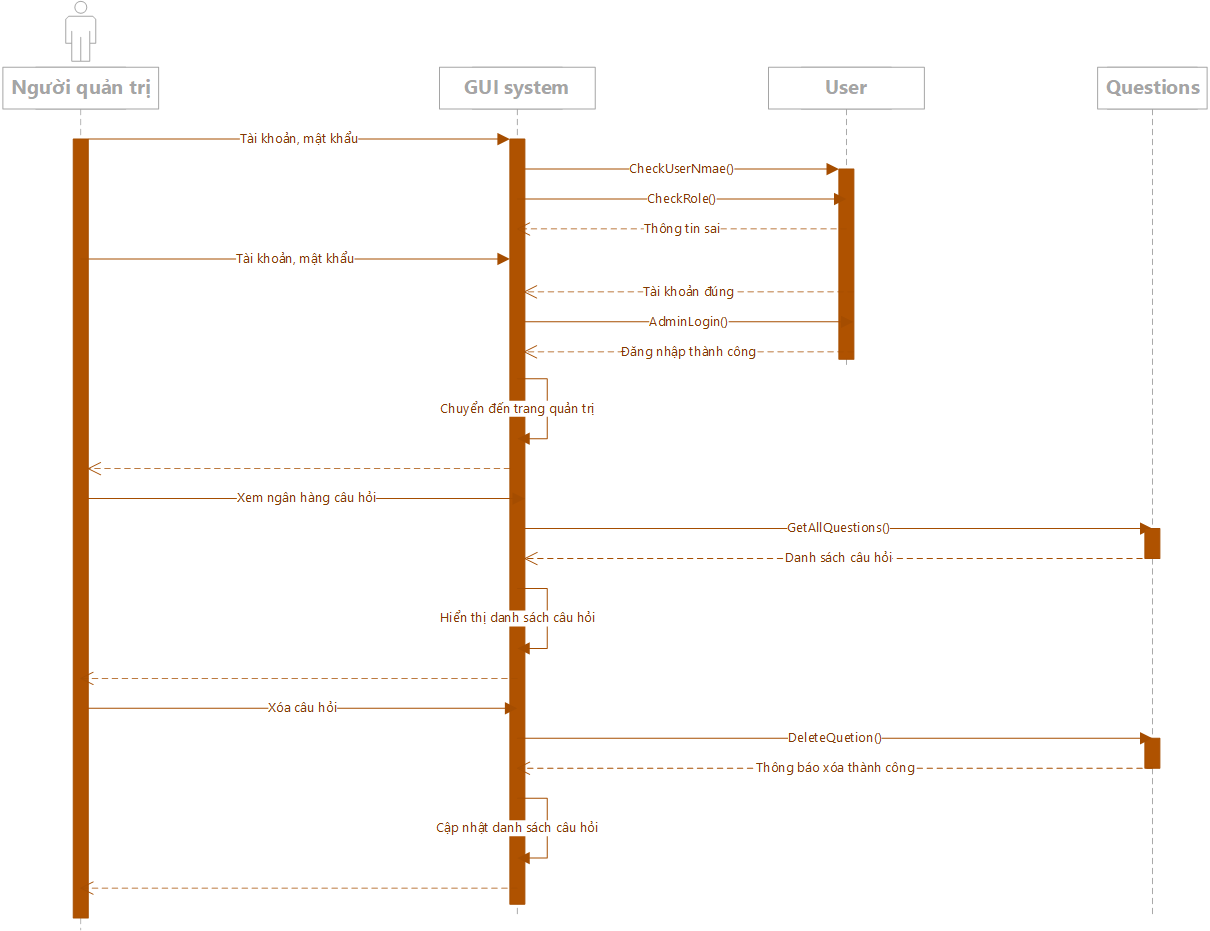 Người quản trị
GUI system
User
Questions
Tài khoản, mật khẩu
CheckUserNmae()
CheckRole()
Thông tin sai
Tài khoản, mật khẩu
Tài khoản đúng
AdminLogin()
Đăng nhập thành công
Chuyển đến trang quản trị
Xem ngân hàng câu hỏi
GetAllQuestions()
Danh sách câu hỏi
Hiển thị danh sách câu hỏi
Xóa câu hỏi
DeleteQuetion()
Thông báo xóa thành công
Cập nhật danh sách câu hỏi